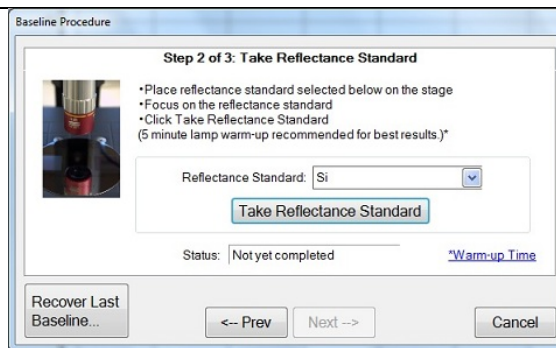 Baseline Procedure
Step 2 of 3: Take Reflectance Standard
•Place reflectance standard selected below on the stage
•Focus on the reflectance standard
•Click Take Reflectance Standard
(5 minute lamp warm-up recommended for best results.)*
Reflectance Standard: Si
Take Reflectance Standard
Status: Not yet completed *Warm-up Time
Recover Last
Baseline...
<-- Prev Next --> Cancel